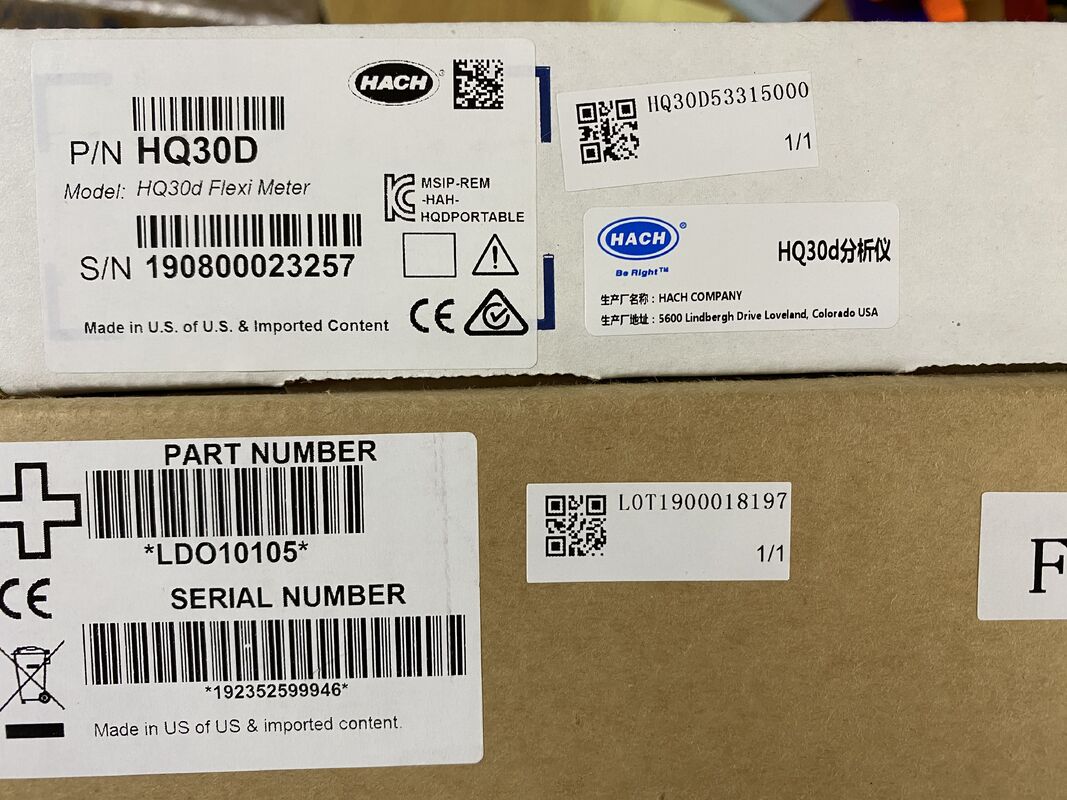 HACH
P/N HQ30D
Model: HQ30d Flexi Meter
MSIP-REM
-HAH-
HQDPORTABLE
S/N 190800023257
Made in U.S. of U.S. & Imported Content
CE
HQ30D53315000
1/1
HACH
Be Right™
HQ30d分析仪
生产厂名称：HACH COMPANY
生产厂地址：5600 Lindbergh Drive Loveland, Colorado USA
PART NUMBER
*LDO10105*
CE
SERIAL NUMBER
*192352599946*
Made in US of US & imported content.
LOT1900018197
1/1
F